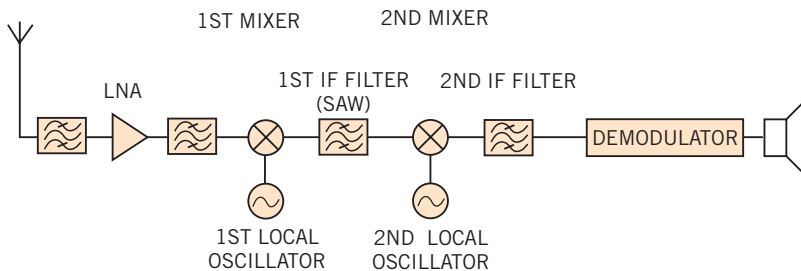 1ST MIXER
2ND MIXER
LNA
1ST IF FILTER
(SAW)
2ND IF FILTER
DEMODULATOR
1ST LOCAL
OSCILLATOR
2ND LOCAL
OSCILLATOR